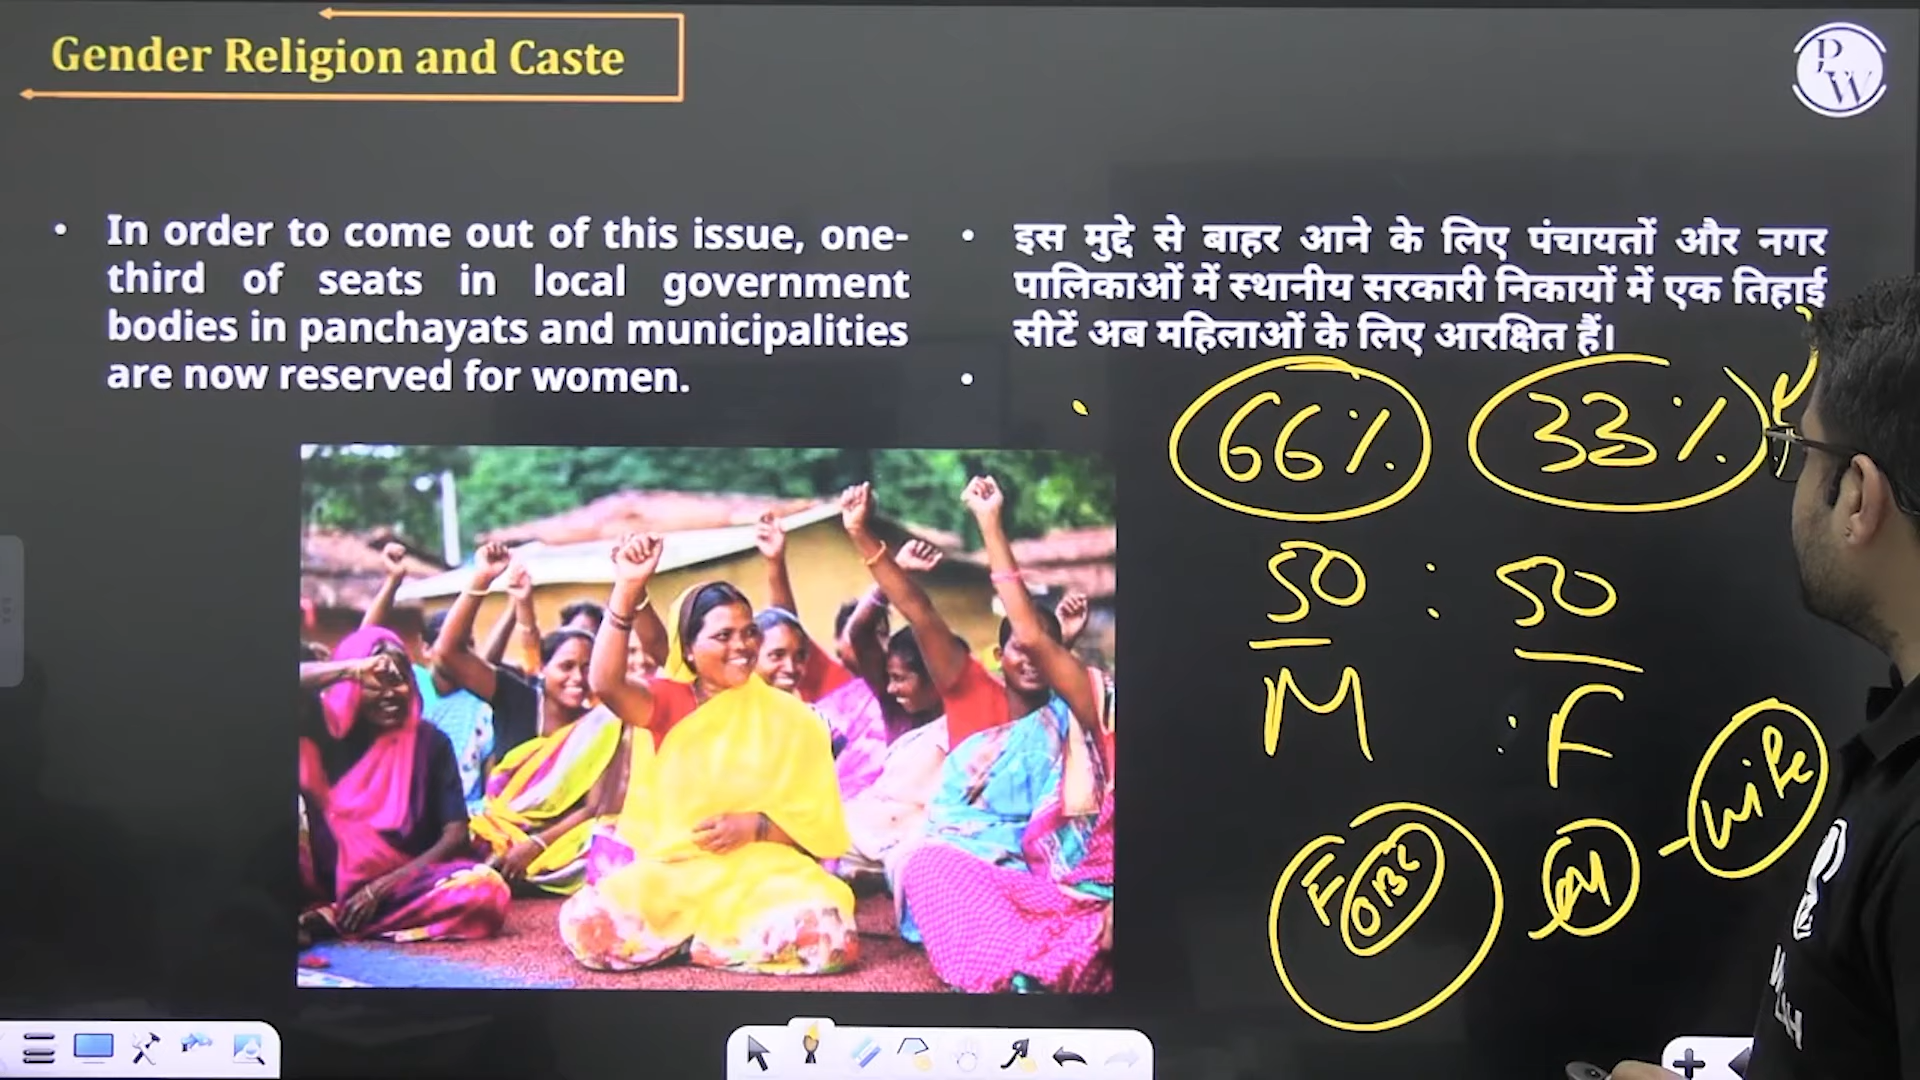 Gender Religion and Caste
PW
• In order to come out of this issue, one-
third of seats in local government
bodies in panchayats and municipalities
are now reserved for women.
• इस मुद्दे से बाहर आने के लिए पंचायतों और नगर
पालिकाओं में स्थानीय सरकारी निकायों में एक तिहाई
सीटें अब महिलाओं के लिए आरक्षित हैं।
•
66% 33%
50 : 50
M : F
wife